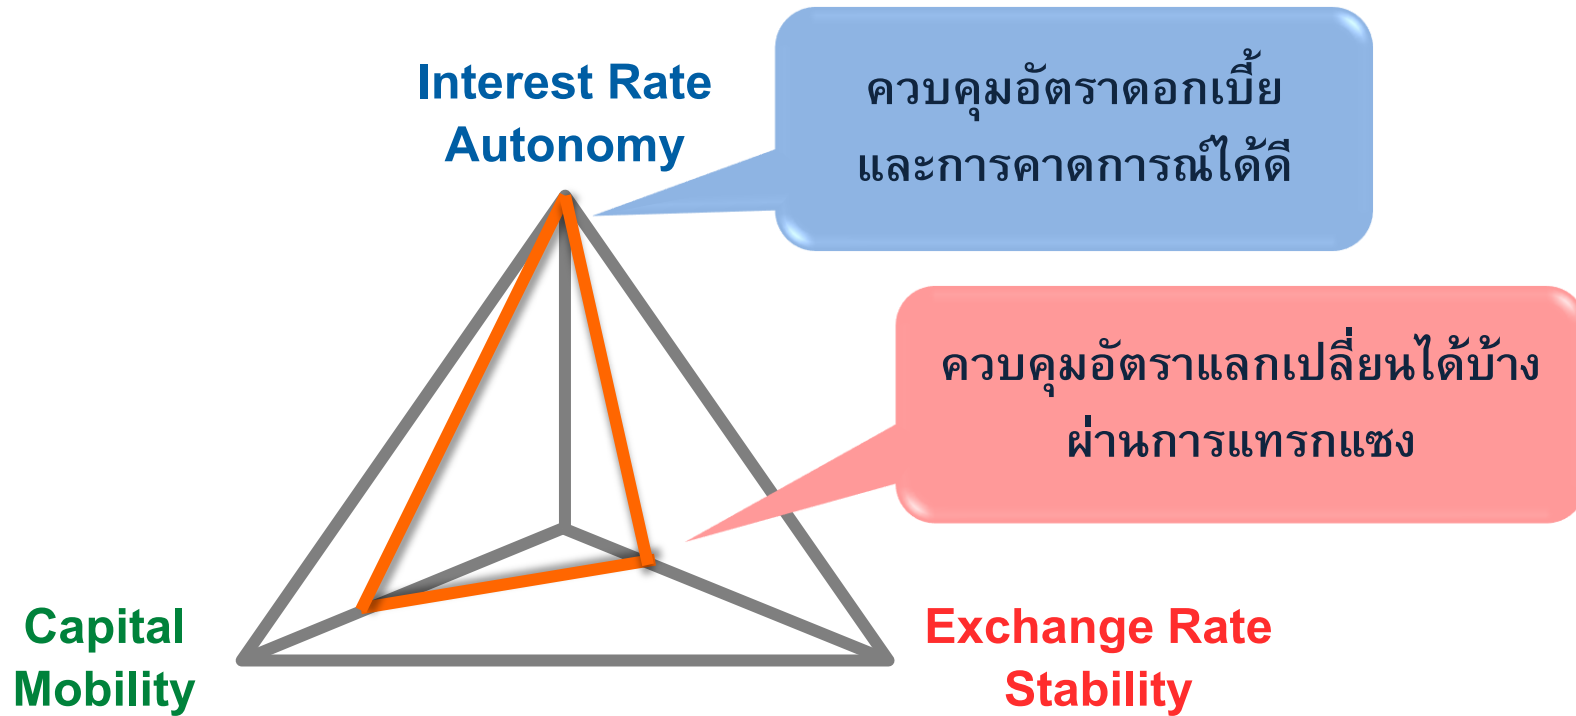 Interest Rate
Autonomy
ควบคุมอัตราดอกเบี้ย
และการคาดการณ์ได้ดี
ควบคุมอัตราแลกเปลี่ยนได้บ้าง
ผ่านการแทรกแซง
Capital
Mobility
Exchange Rate
Stability